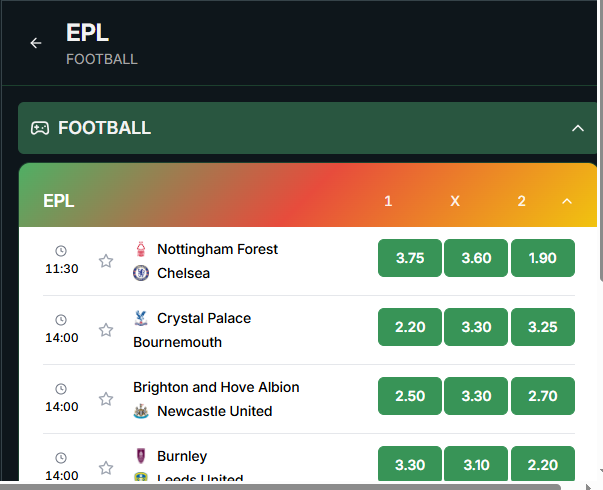 EPL
FOOTBALL
FOOTBALL
EPL 1 X 2
11:30 Nottingham Forest 3.75 3.60 1.90
Chelsea
14:00 Crystal Palace 2.20 3.30 3.25
Bournemouth
14:00 Brighton and Hove Albion 2.50 3.30 2.70
Newcastle United
14:00 Burnley 3.30 3.10 2.20
Leeds United